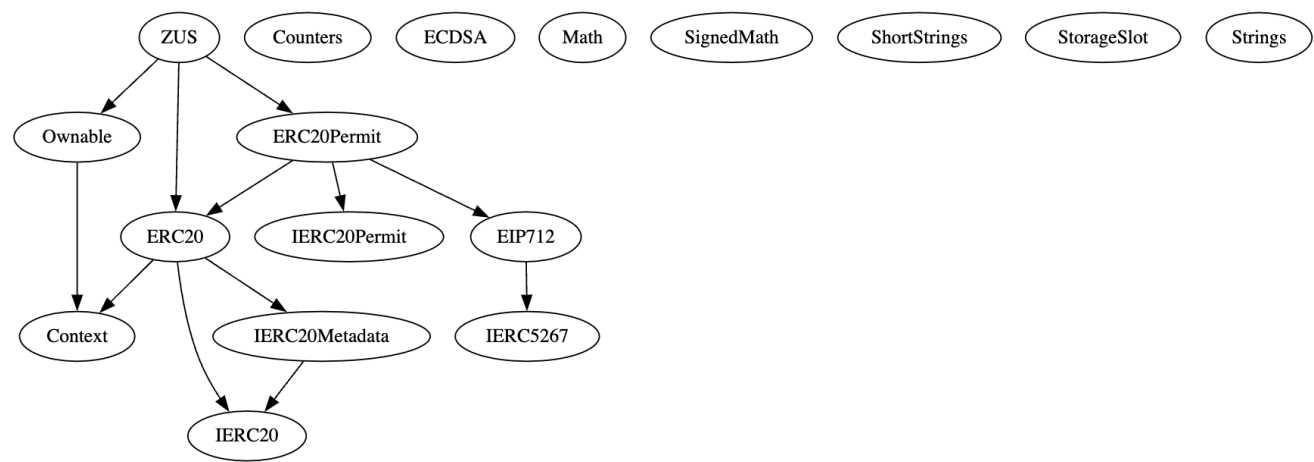 ZUS Counters ECDSA Math SignedMath ShortStrings StorageSlot Strings
Ownable ERC20Permit
ERC20 IERC20Permit EIP712
Context IERC20Metadata IERC5267
IERC20